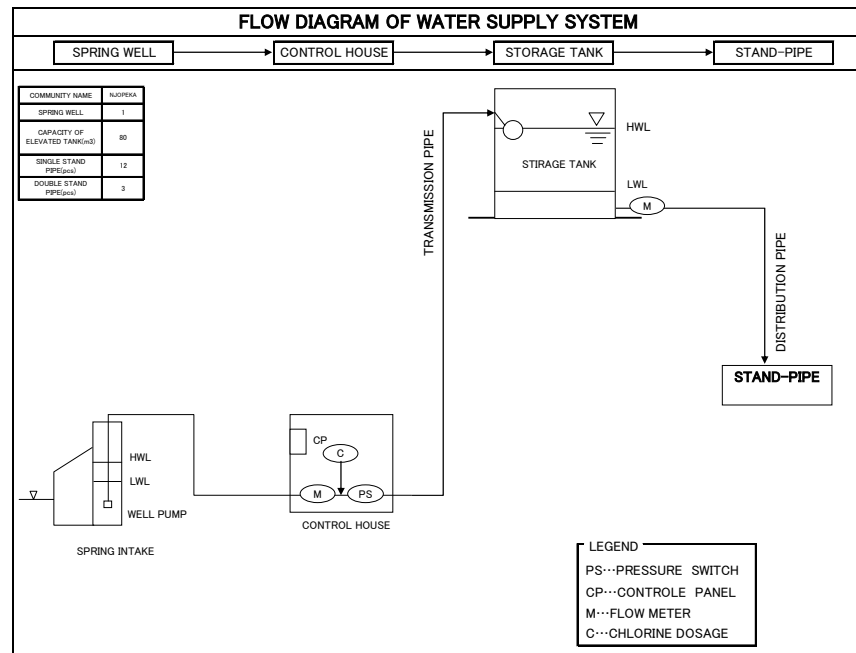 FLOW DIAGRAM OF WATER SUPPLY SYSTEM
SPRING WELL
CONTROL HOUSE
STORAGE TANK
STAND-PIPE
COMMUNITY NAME NJOPEKA
SPRING WELL 1
CAPACITY OF
ELEVATED TANK(m3) 80
SINGLE STAND
PIPE(pcs) 12
DOUBLE STAND
PIPE(pcs) 3
TRANSMISSION PIPE
HWL
STIRAGE TANK
LWL
M
DISTRIBUTION PIPE
STAND-PIPE
HWL
LWL
WELL PUMP
SPRING INTAKE
CP
C
M
PS
CONTROL HOUSE
LEGEND
PS···PRESSURE SWITCH
CP···CONTROLE PANEL
M···FLOW METER
C···CHLORINE DOSAGE